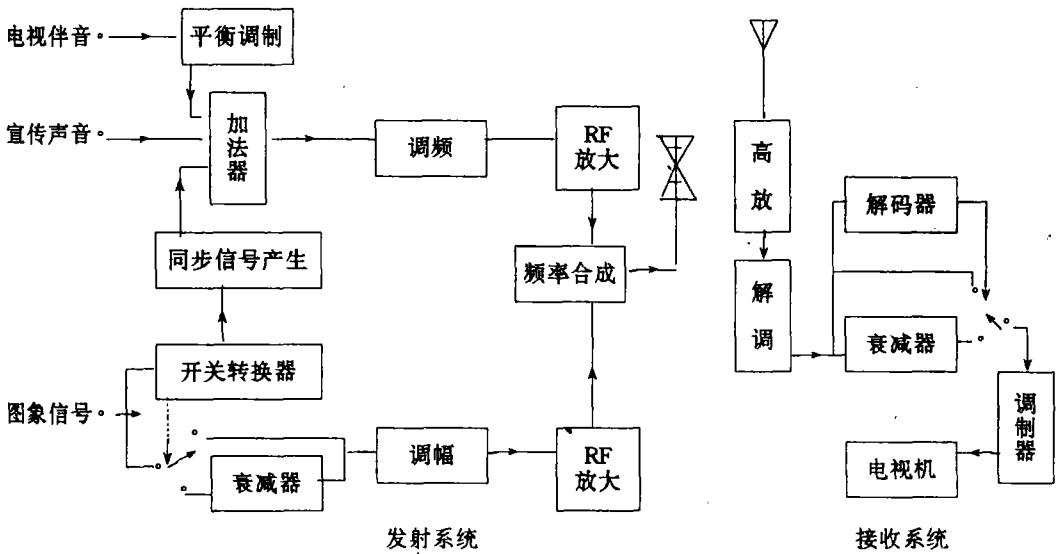 电视伴音
平衡调制
宣传声音
加
法
器
调频
RF
放大
同步信号产生
频率合成
开关转换器
图象信号
衰减器
调幅
RF
放大
发射系统
高
放
解
调
解码器
衰减器
调
制
器
电视机
接收系统